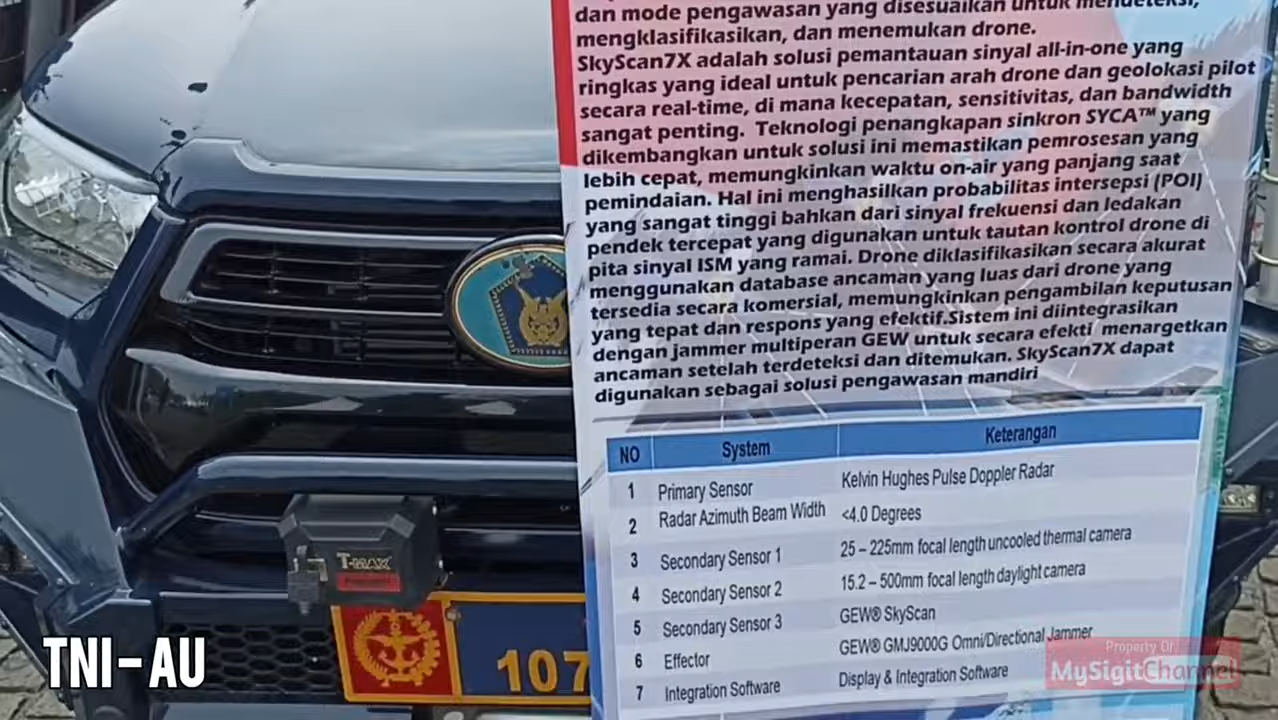 dan mode pengawasan yang disesuaikan untuk mendeteksi,
mengklasifikasikan, dan menemukan drone.
SkyScan7X adalah solusi pemantauan sinyal all-in-one yang
ringkas yang ideal untuk pencarian arah drone dan geolokasi pilot
secara real-time, di mana kecepatan, sensitivitas, dan bandwidth
sangat penting. Teknologi penangkapan sinkron SYCA™ yang
dikembangkan untuk solusi ini memastikan pemrosesan yang
lebih cepat, memungkinkan waktu on-air yang panjang saat
pemindaian. Hal ini menghasilkan probabilitas intersepsi (POI)
yang sangat tinggi bahkan dari sinyal frekuensi dan ledakan
pendek tercepat yang digunakan untuk tautan kontrol drone di
pita sinyal ISM yang ramai. Drone diklasifikasikan secara akurat
menggunakan database ancaman yang luas dari drone yang
tersedia secara komersial, memungkinkan pengambilan keputusan
yang tepat dan respons yang efektif.Sistem ini diintegrasikan
dengan jammer multiperan GEW untuk secara efekti menargetkan
ancaman setelah terdeteksi dan ditemukan. SkyScan7X dapat
digunakan sebagai solusi pengawasan mandiri
NO System Keterangan
1 Primary Sensor Kelvin Hughes Pulse Doppler Radar
2 Radar Azimuth Beam Width <4.0 Degrees
3 Secondary Sensor 1 25 – 225mm focal length uncooled thermal camera
4 Secondary Sensor 2 15.2 – 500mm focal length daylight camera
5 Secondary Sensor 3 GEW® SkyScan
6 Effector GEW® GMJ9000G Omni/Directional Jammer
7 Integration Software Display & Integration Software
T-MAX
107
TNI-AU
Property Of
MySigitChannel